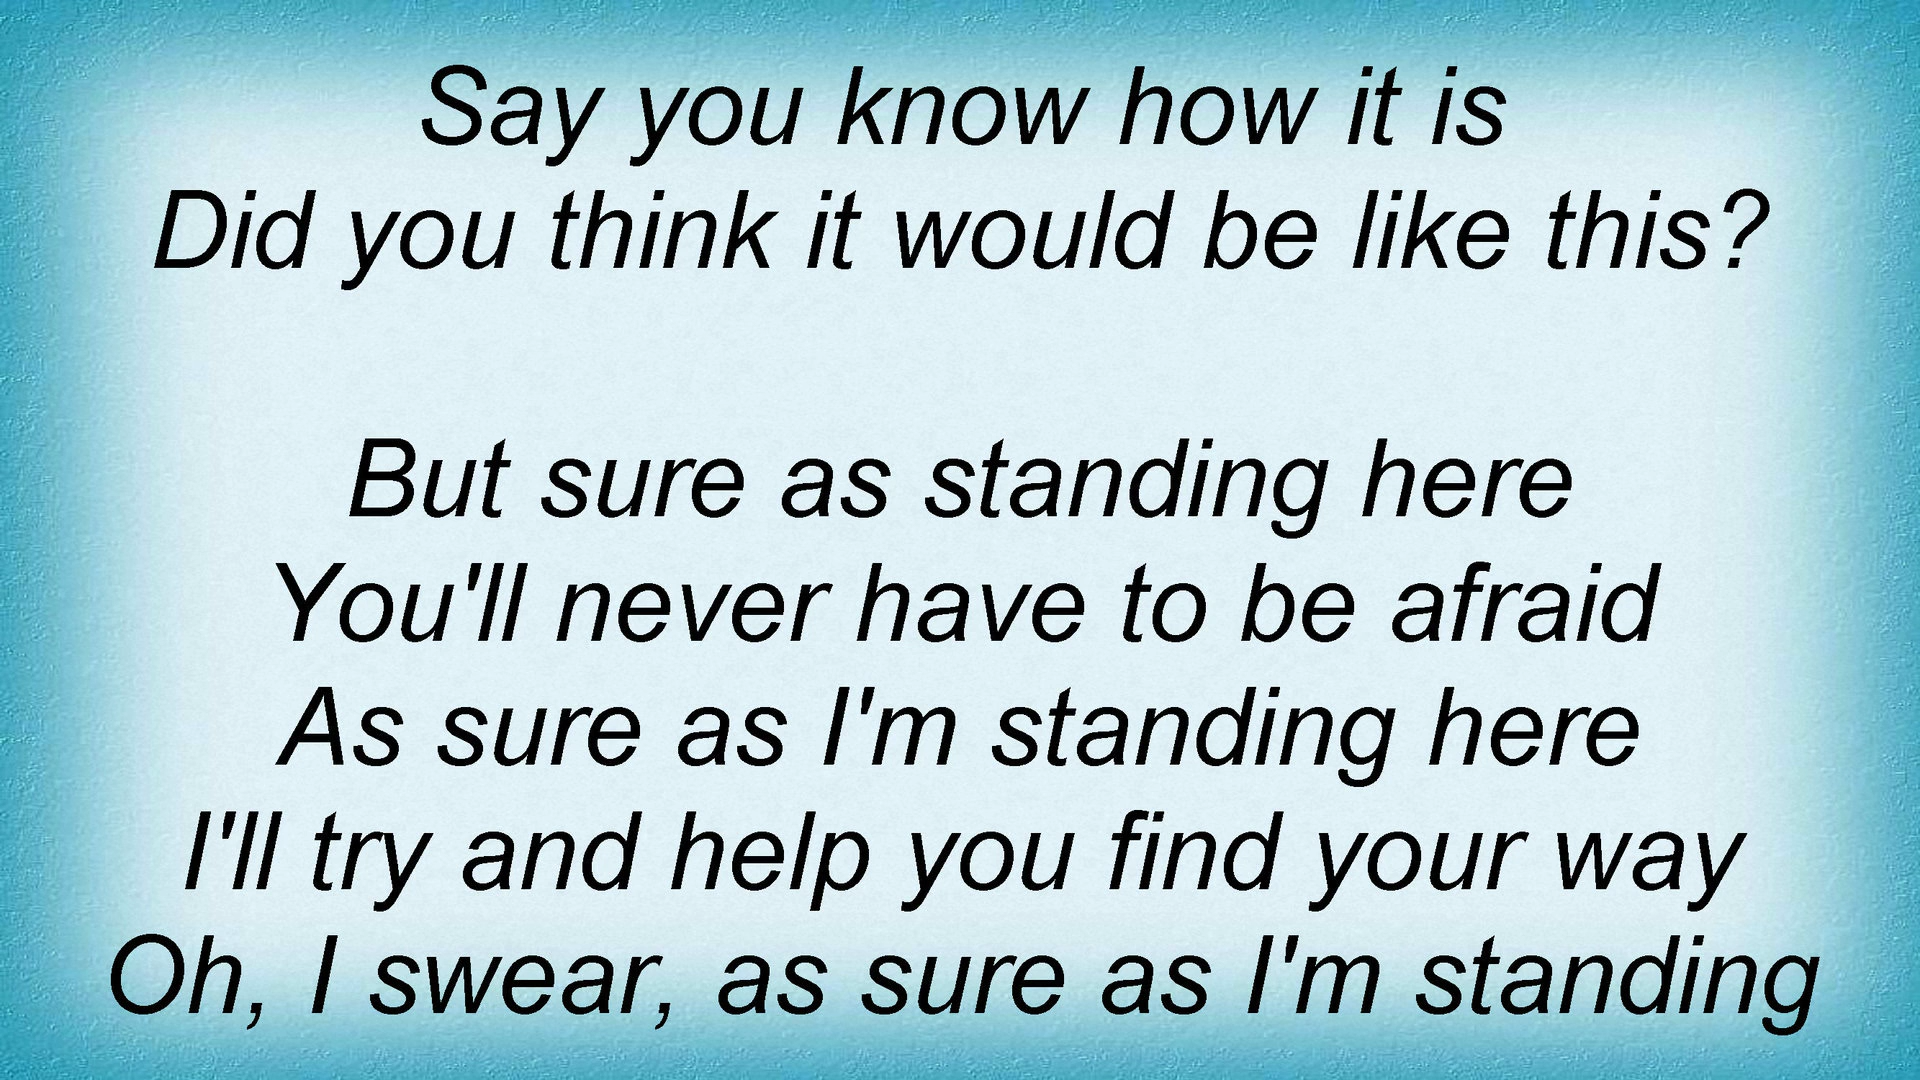 Say you know how it is
Did you think it would be like this?
But sure as standing here
You'll never have to be afraid
As sure as I'm standing here
I'll try and help you find your way
Oh, I swear, as sure as I'm standing